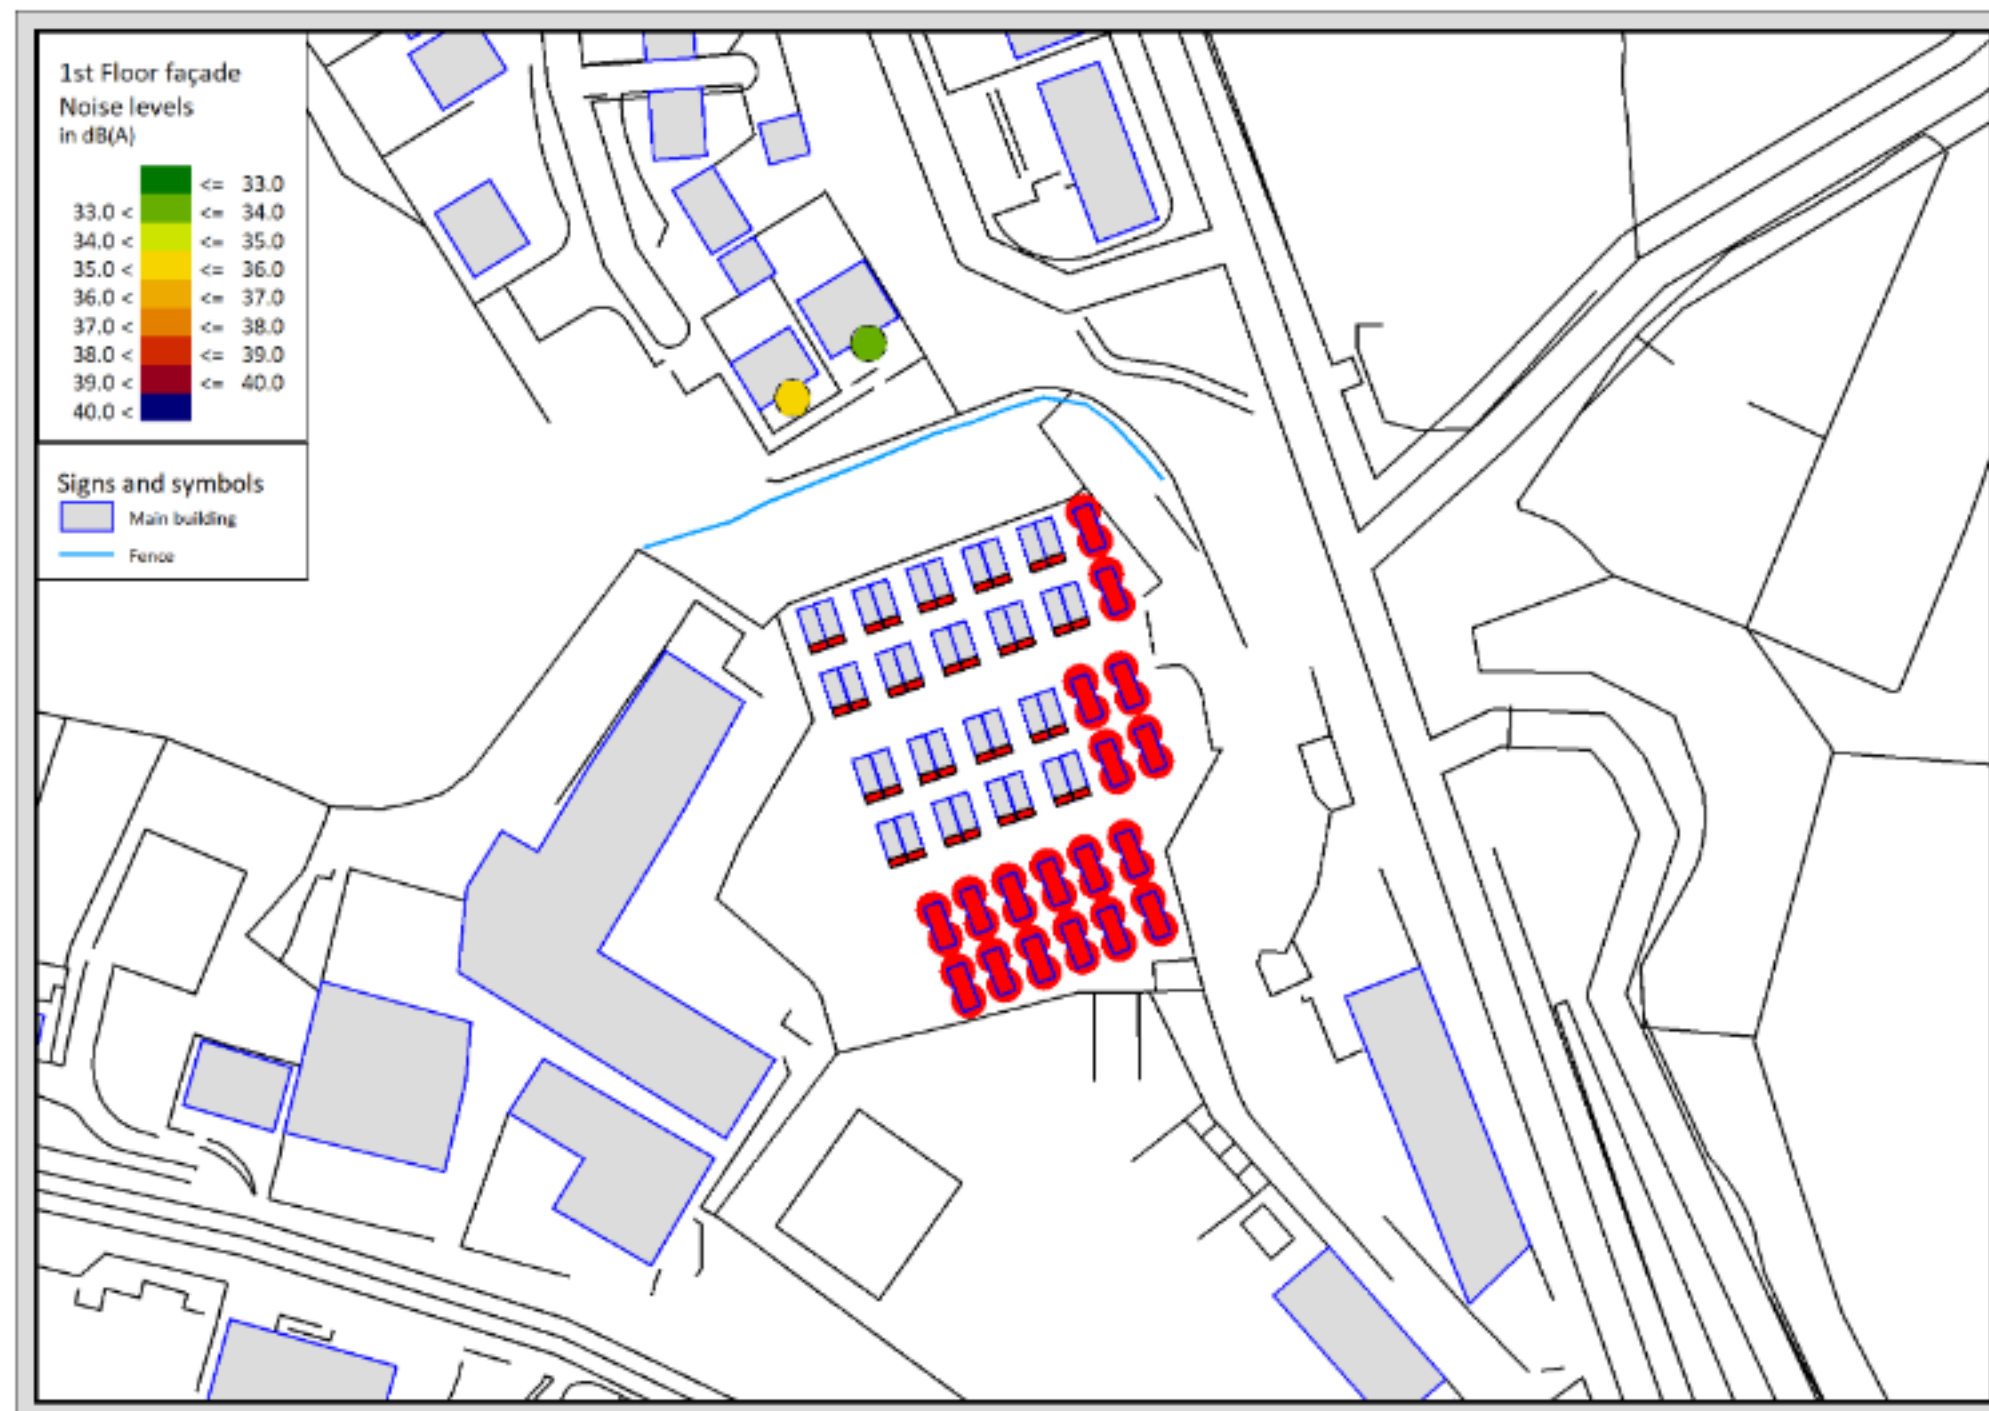 1st Floor façade
Noise levels
in dB(A)
<= 33.0
33.0 < <= 34.0
34.0 < <= 35.0
35.0 < <= 36.0
36.0 < <= 37.0
37.0 < <= 38.0
38.0 < <= 39.0
39.0 < <= 40.0
40.0 <
Signs and symbols
Main building
Fence